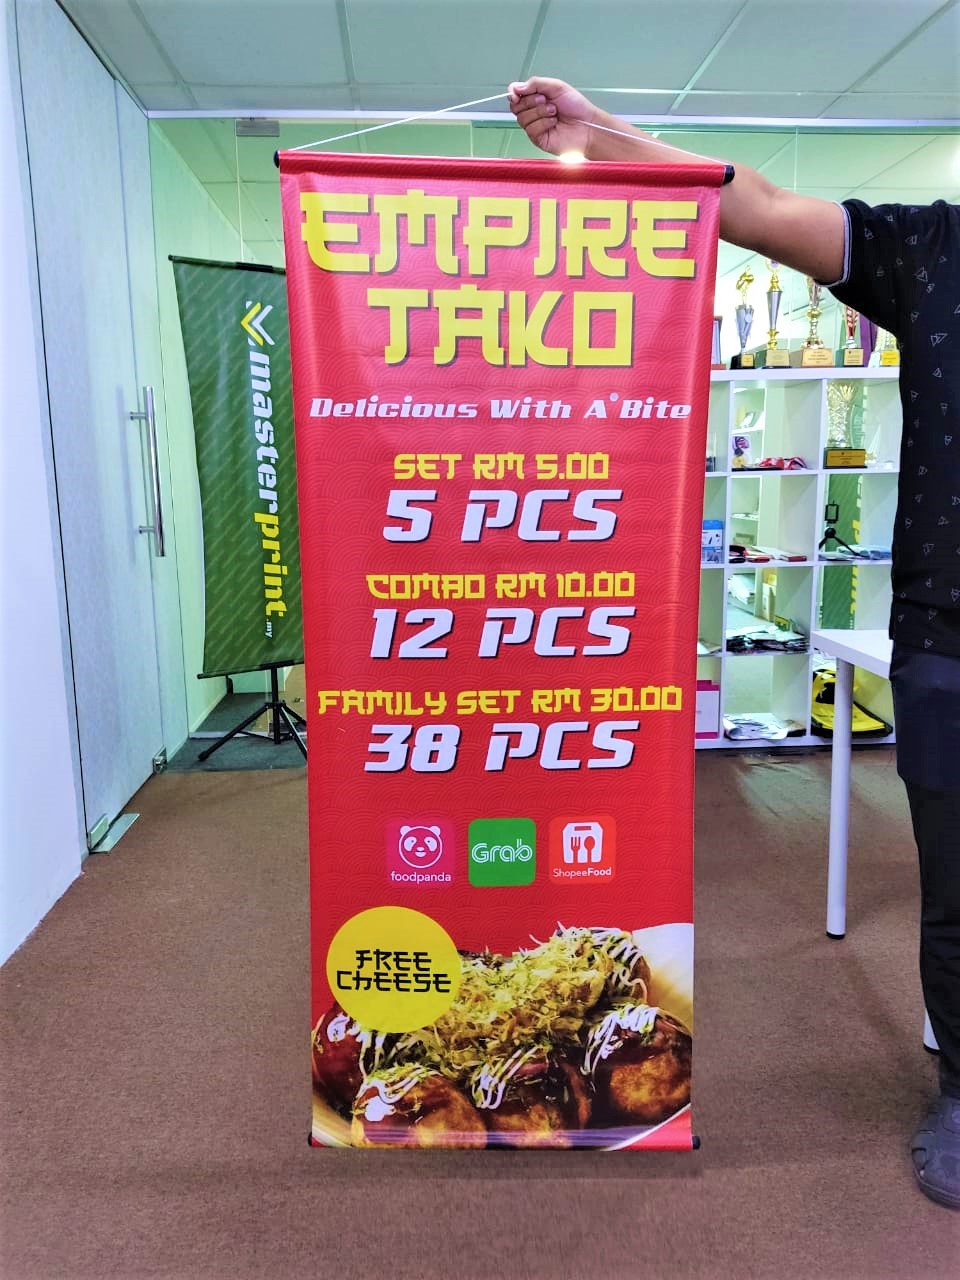 EMPIRE
TAKO
Delicious With A Bite
SET RM 5.00
5 PCS
COMBO RM 10.00
12 PCS
FAMILY SET RM 30.00
38 PCS
foodpanda
Grab
ShopeeFood
FREE
CHEESE
masterprint.my